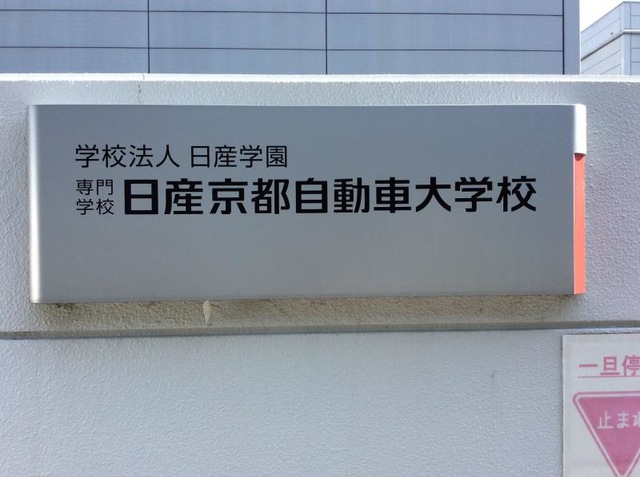 学校法人 日産学園
専門
学校 日産京都自動車大学校
一旦停
止ま